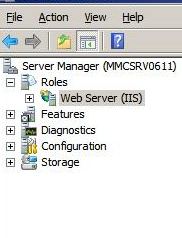 File Action View Help
Server Manager (MMCSRV0611)
Roles
Web Server (IIS)
Features
Diagnostics
Configuration
Storage